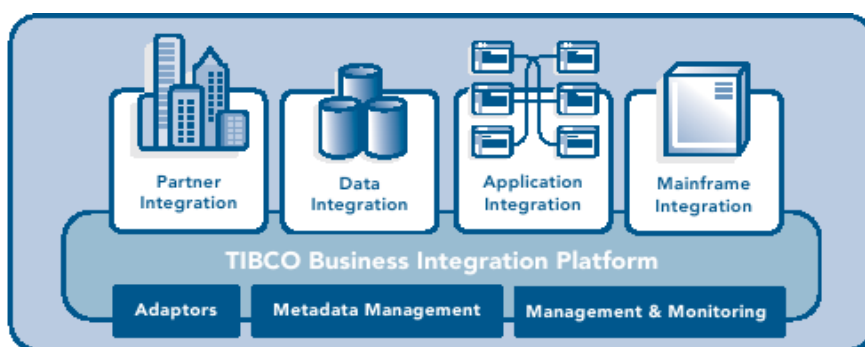 Partner
Integration
Data
Integration
Application
Integration
Mainframe
Integration
TIBCO Business Integration Platform
Adaptors
Metadata Management
Management & Monitoring